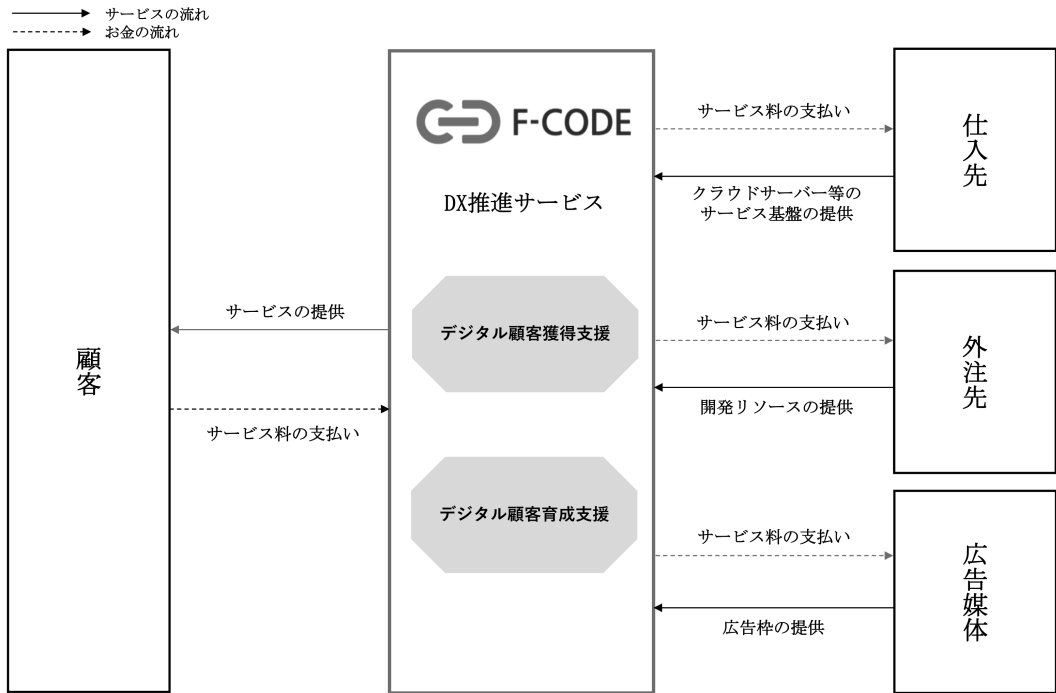 サービスの流れ
お金の流れ
顧客
サービスの提供
サービス料の支払い
F-CODE
DX推進サービス
デジタル顧客獲得支援
デジタル顧客育成支援
サービス料の支払い
クラウドサーバー等の
サービス基盤の提供
仕入先
サービス料の支払い
開発リソースの提供
外注先
サービス料の支払い
広告枠の提供
広告媒体